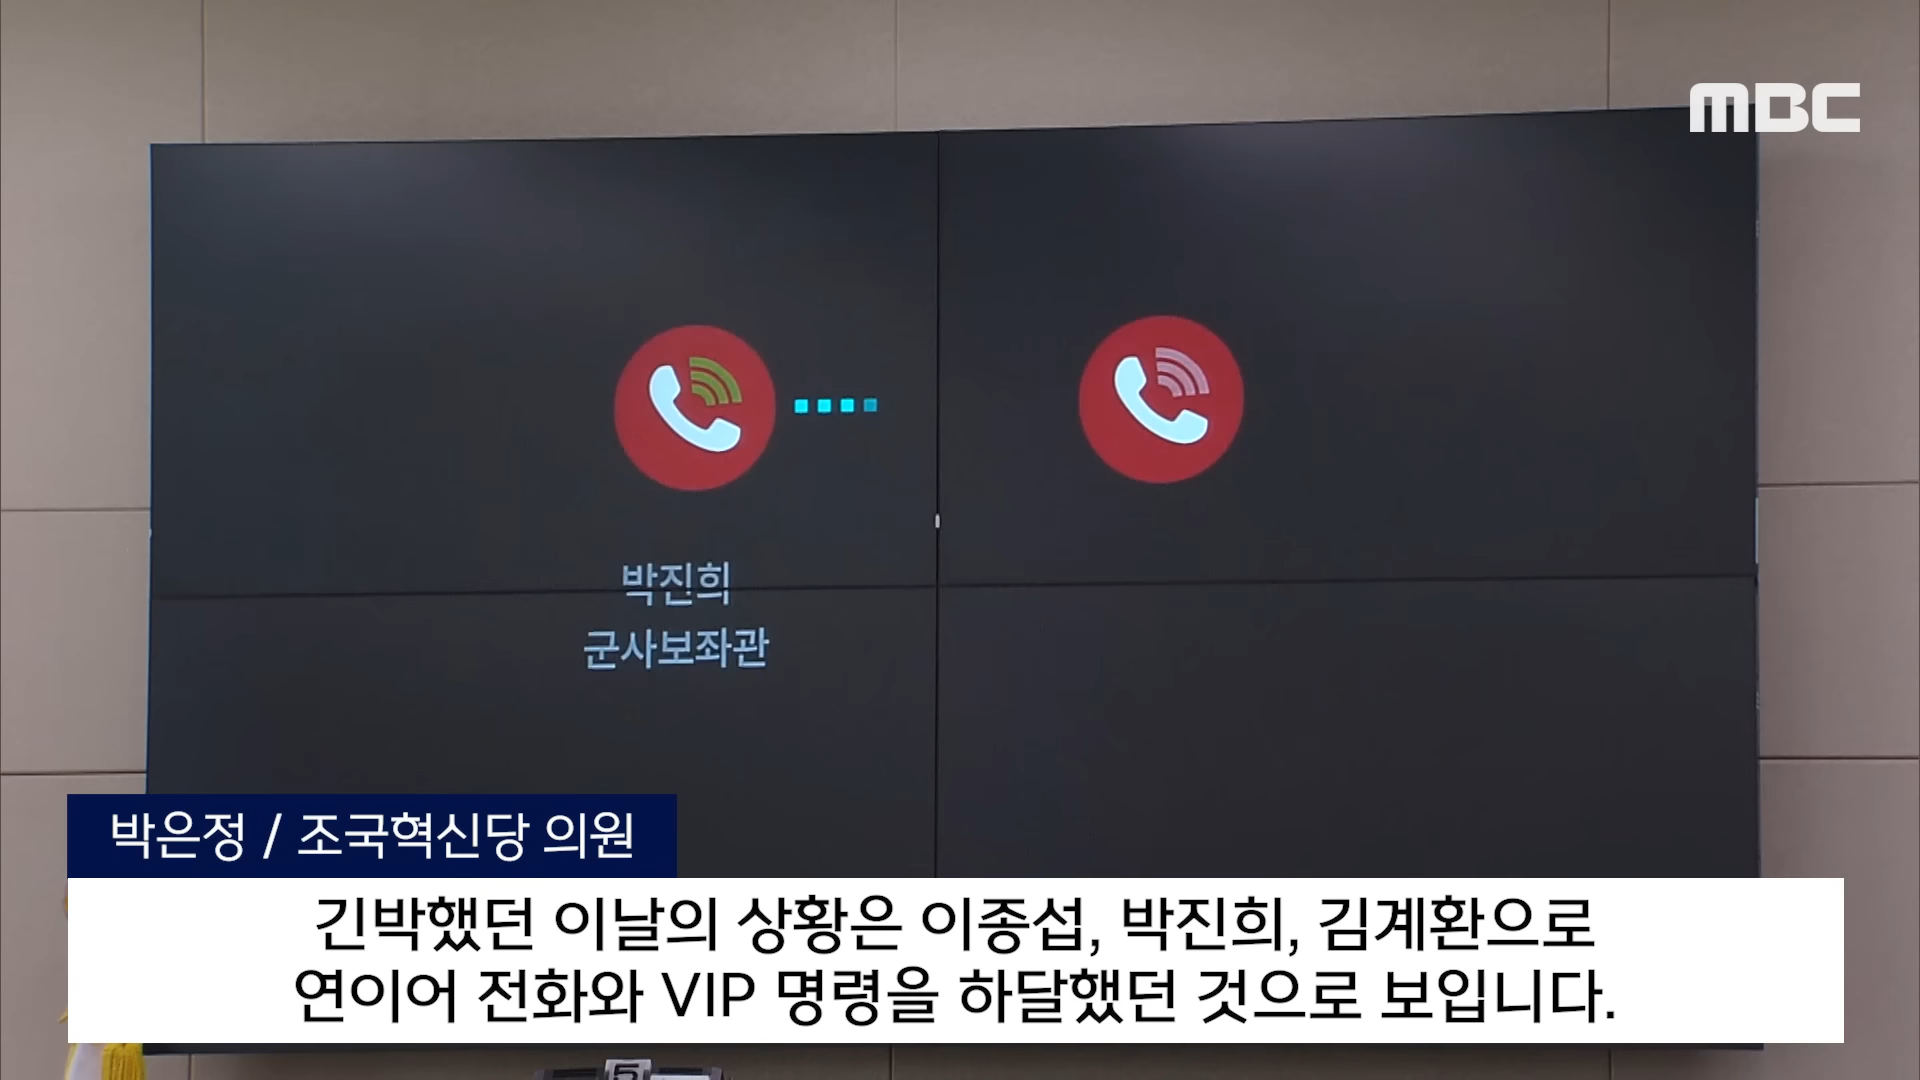 MBC
박진희
군사보좌관
박은정 / 조국혁신당 의원
긴박했던 이날의 상황은 이종섭, 박진희, 김계환으로
연이어 전화와 VIP 명령을 하달했던 것으로 보입니다.
5